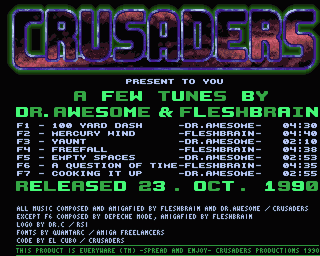 CRUSADERS
PRESENT TO YOU
A FEW TUNES BY
DR.AWESOME & FLESHBRAIN
F1 - 100 YARD DASH -DR.AWESOME- 04:30
F2 - MERCURY MIND -FLESHBRAIN- 04:40
F3 - YAUNT -DR.AWESOME- 02:10
F4 - FREEFALL -FLESHBRAIN- 04:38
F5 - EMPTY SPACES -DR.AWESOME- 02:53
F6 - A QUESTION OF TIME-FLESHBRAIN- 04:35
F7 - COOKING IT UP -DR.AWESOME- 02:55
RELEASED 23. OCT. 1990
ALL MUSIC COMPOSED AND AMIGAFIED BY FLESHBRAIN AND DR.AWESOME / CRUSADERS
EXCEPT F6 COMPOSED BY DEPECHE MODE, AMIGAFIED BY FLESHBRAIN
LOGO BY DR.C / RSI
FONTS BY QUANTARC / AMIGA FREELANCERS
CODE BY EL CUBO / CRUSADERS
THIS PRODUCT IS EVERYWARE (TM) -SPREAD AND ENJOY- CRUSADERS PRODUCTIONS 1990